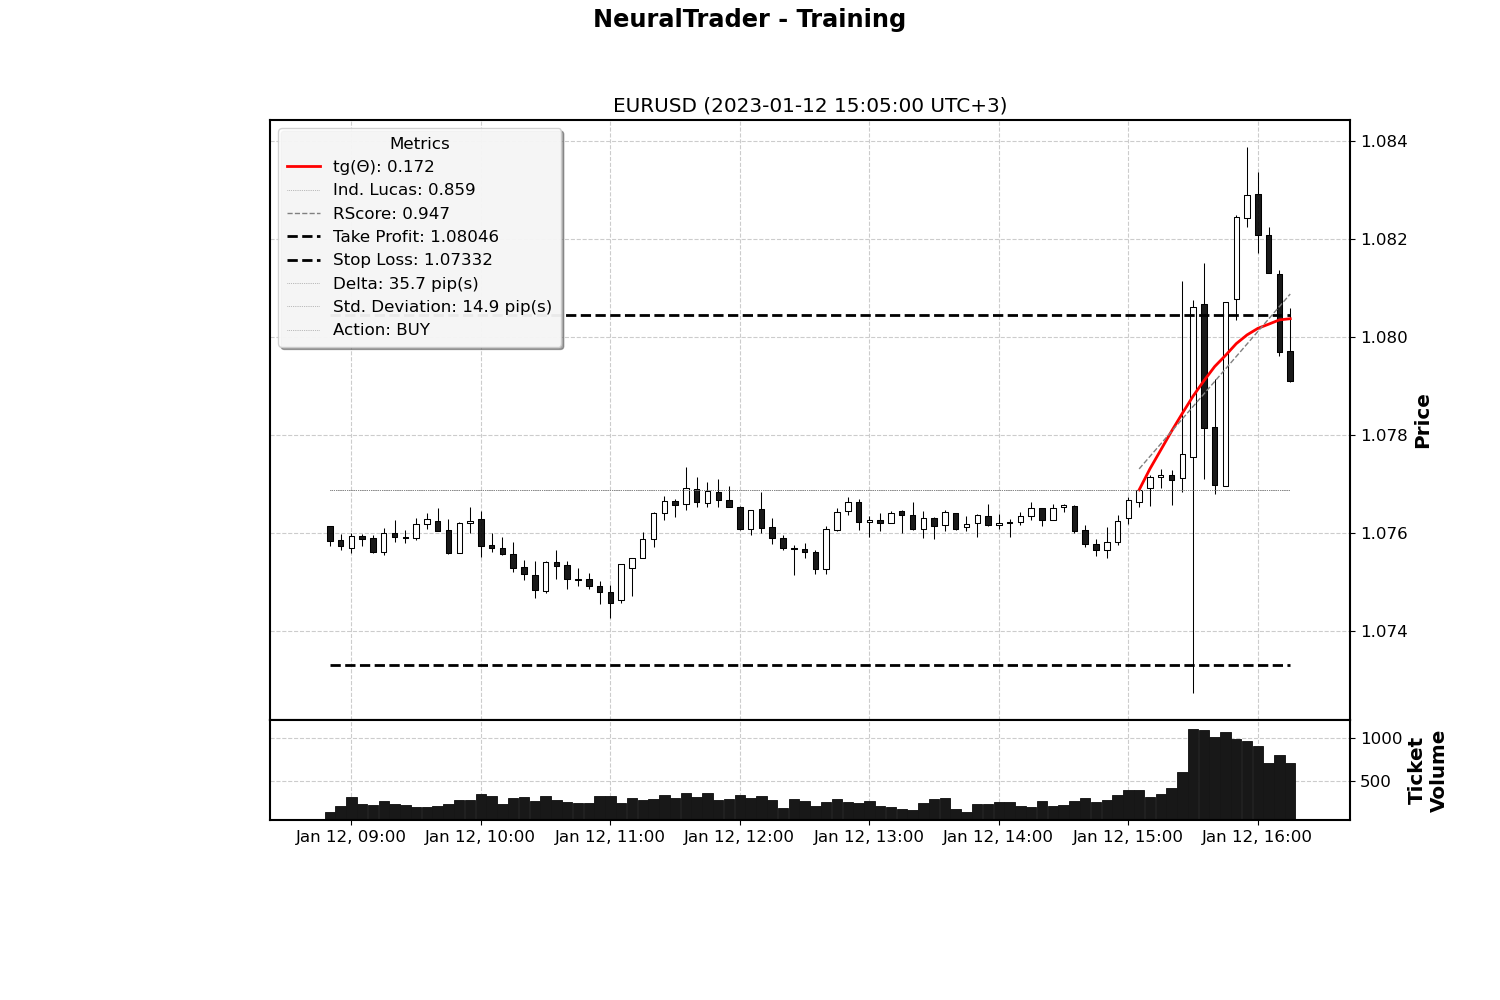 NeuralTrader - Training
EURUSD (2023-01-12 15:05:00 UTC+3)
Metrics
tg(Θ): 0.172
Ind. Lucas: 0.859
RScore: 0.947
Take Profit: 1.08046
Stop Loss: 1.07332
Delta: 35.7 pip(s)
Std. Deviation: 14.9 pip(s)
Action: BUY
1.084
1.082
1.080
1.078
1.076
1.074
Price
1000
500
Ticket
Volume
Jan 12, 09:00
Jan 12, 10:00
Jan 12, 11:00
Jan 12, 12:00
Jan 12, 13:00
Jan 12, 14:00
Jan 12, 15:00
Jan 12, 16:00